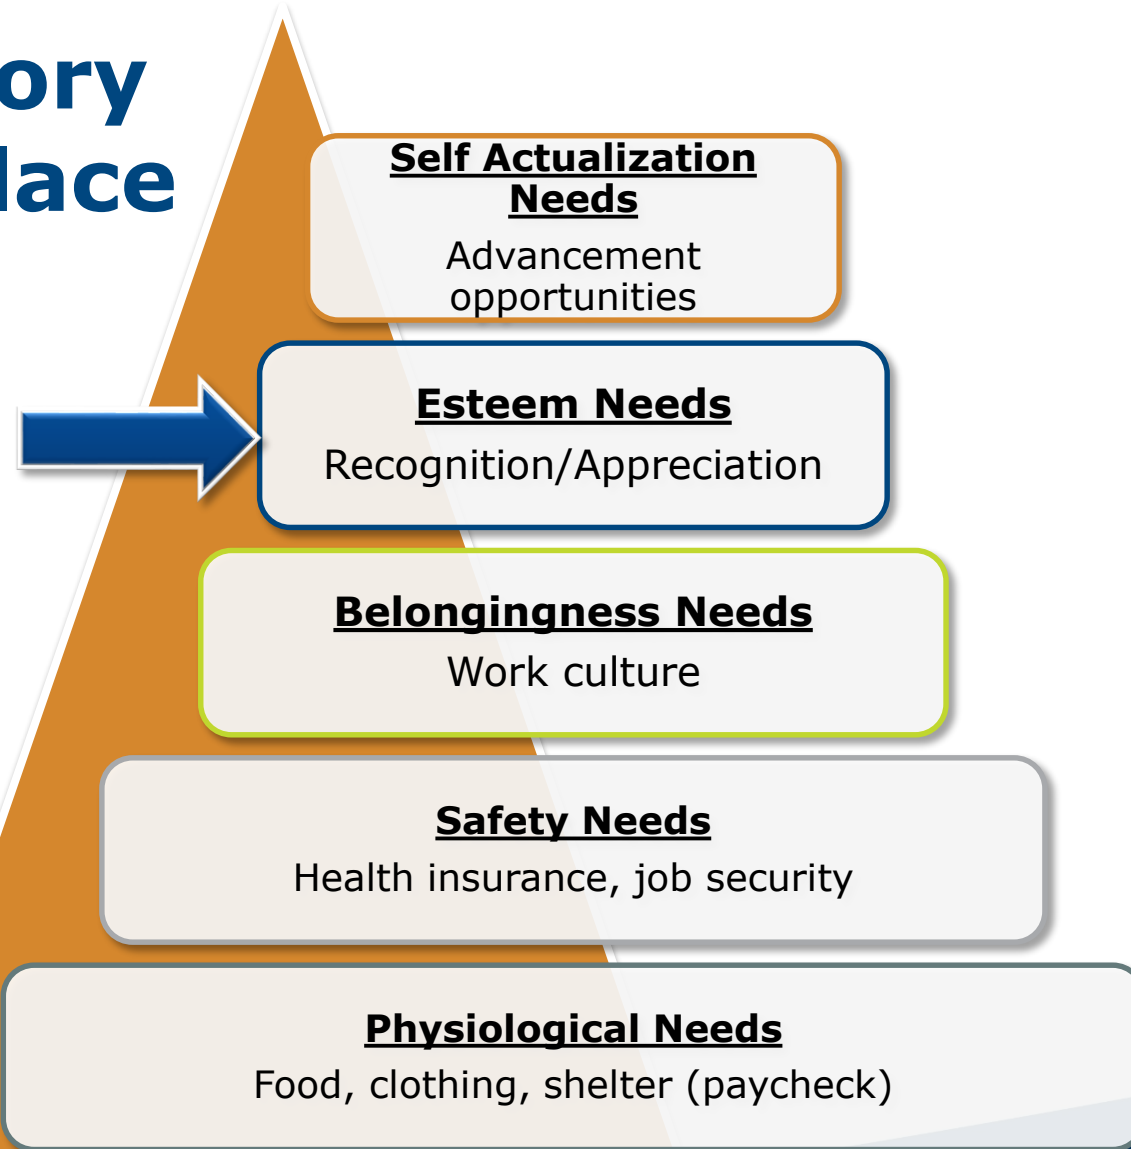 ory
lace
Self Actualization
Needs
Advancement
opportunities
Esteem Needs
Recognition/Appreciation
Belongingness Needs
Work culture
Safety Needs
Health insurance, job security
Physiological Needs
Food, clothing, shelter (paycheck)